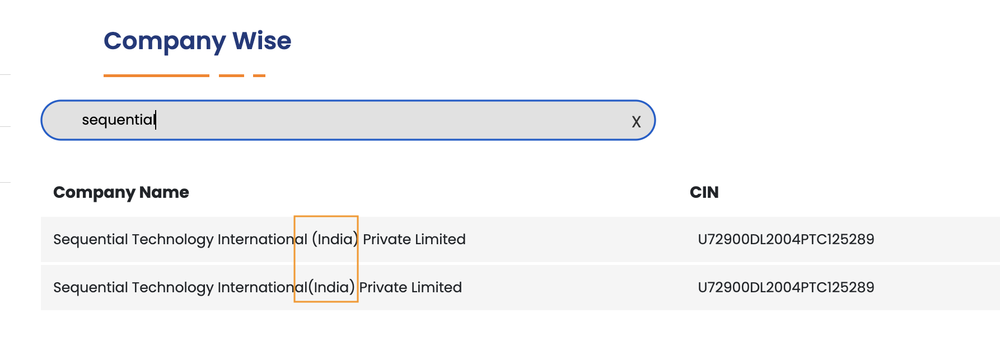 Company Wise
sequential
X
Company Name CIN
Sequential Technology International (India) Private Limited U72900DL2004PTC125289
Sequential Technology International(India) Private Limited U72900DL2004PTC125289